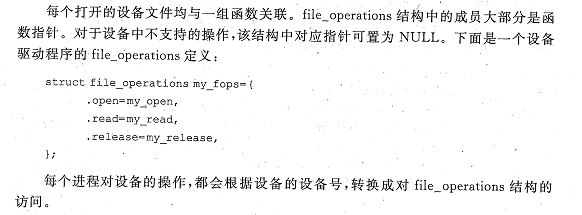 每个打开的设备文件均与一组函数关联。file_operations 结构中的成员大部分是函
数指针。对于设备中不支持的操作,该结构中对应指针可置为 NULL。下面是一个设备
驱动程序的 file_operations 定义:
struct file_operations my_fops={
.open=my_open,
.read=my_read,
.release=my_release,
};
每个进程对设备的操作,都会根据设备的设备号,转换成对 file_operations 结构的
访问。